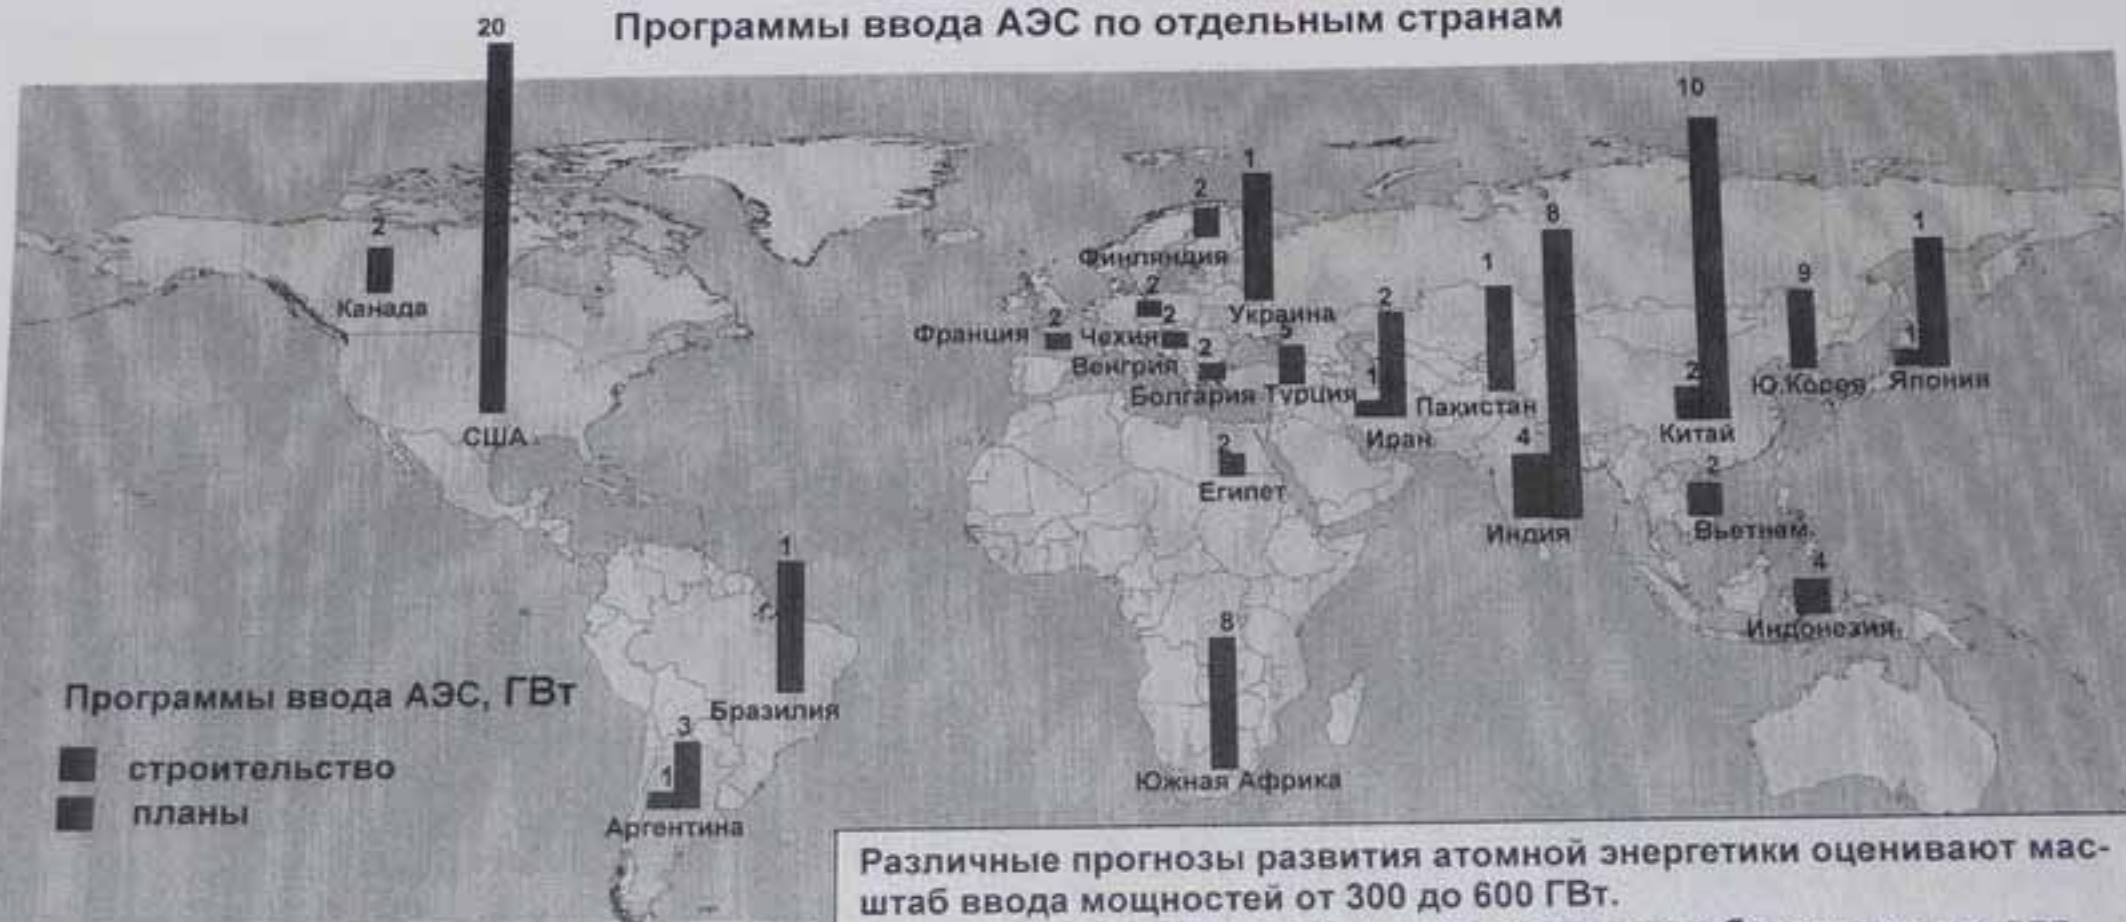 Программы ввода АЭС по отдельным странам
20
10
1
2
8
2
Финляндия
1
1
2
Канада
2
2
9
Украина
Франция
2
Чехия
2
5
1
Венгрия
2
1
2
Ю.Корея
Япония
Болгария
Турция
Пакистан
США
Иран
4
Китай
2
Египет
2
Индия
Вьетнам
1
4
8
Индонезия
Программы ввода АЭС, ГВт
Бразилия
3
строительство
1
Южная Африка
планы
Аргентина
Различные прогнозы развития атомной энергетики оценивают мас-
штаб ввода мощностей от 300 до 600 ГВт.